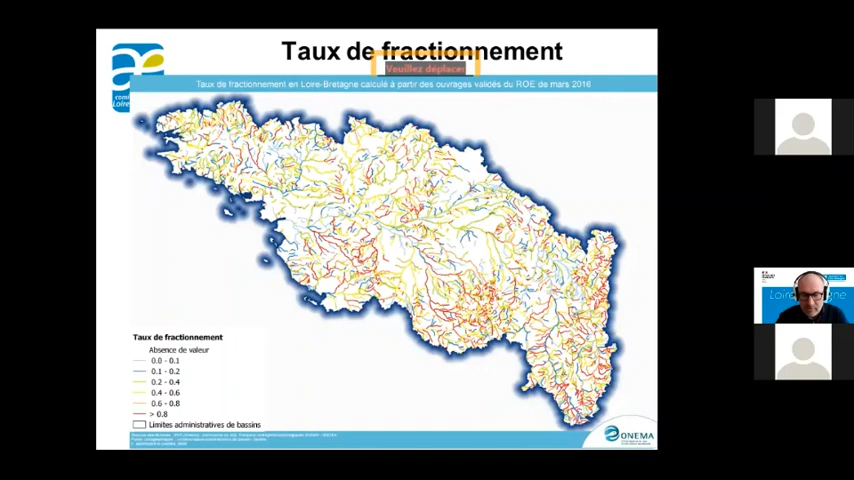 Taux de fractionnement
Veuillez déplacer
Taux de fractionnement en Loire-Bretagne calculé à partir des ouvrages validés du ROE de mars 2016
Loire
Taux de fractionnement
Absence de valeur
0.0 - 0.1
0.1 - 0.2
0.2 - 0.4
0.4 - 0.6
0.6 - 0.8
> 0.8
Limites administratives de bassins
ONEMA